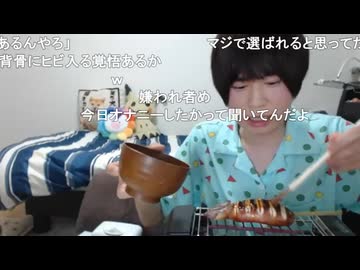 あるんやろ」
マジで選ばれると思ってた
背骨にヒビ入る覚悟あるか
w
嫌われ者め
今日オナニーしたかって聞いてんだよ